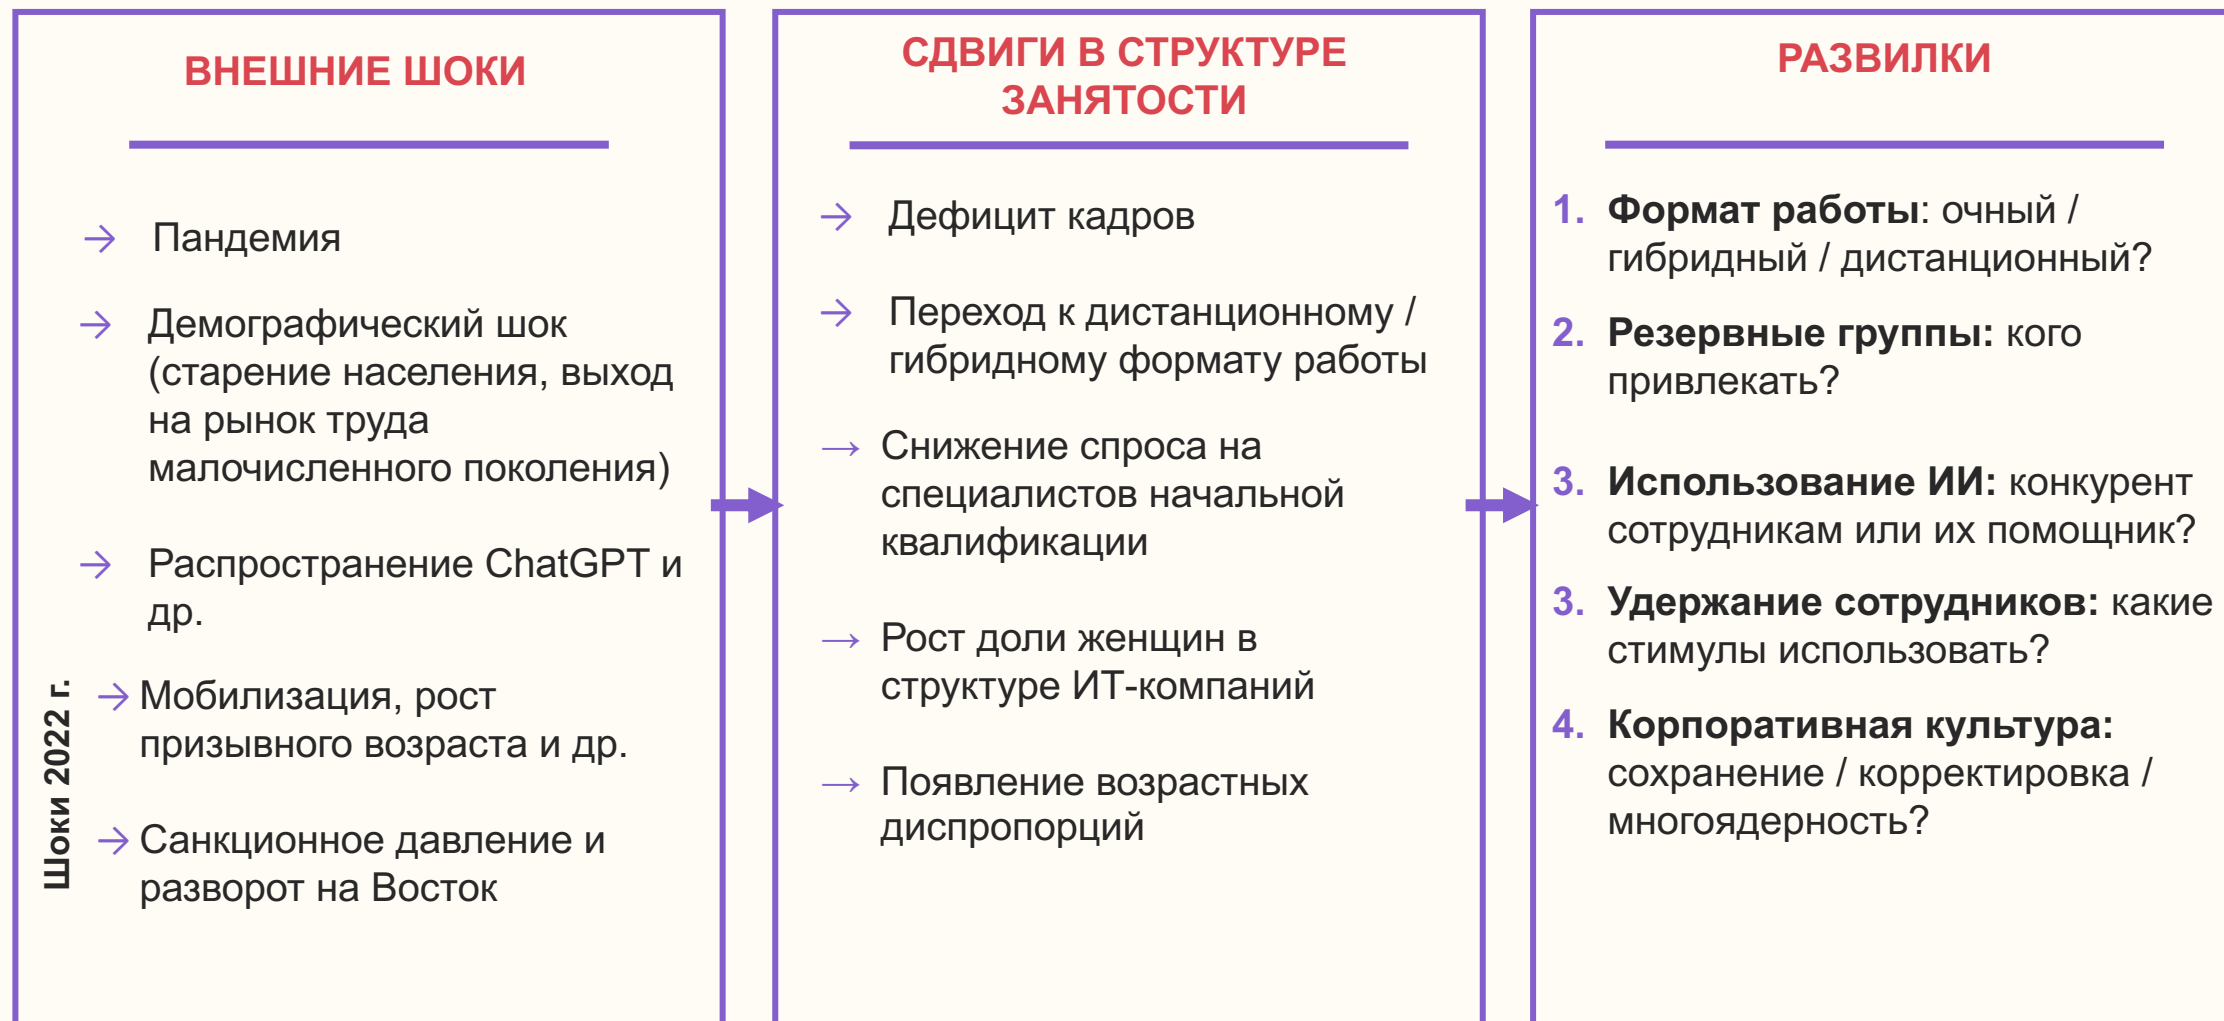 ВНЕШНИЕ ШОКИ
→ Пандемия
→ Демографический шок
(старение населения, выход
на рынок труда
малочисленного поколения)
→ Распространение ChatGPT и
др.
Шоки 2022 г.
→ Мобилизация, рост
призывного возраста и др.
→ Санкционное давление и
разворот на Восток
СДВИГИ В СТРУКТУРЕ
ЗАНЯТОСТИ
→ Дефицит кадров
→ Переход к дистанционному /
гибридному формату работы
→ Снижение спроса на
специалистов начальной
квалификации
→ Рост доли женщин в
структуре ИТ-компаний
→ Появление возрастных
диспропорций
РАЗВИЛКИ
1. Формат работы: очный /
гибридный / дистанционный?
2. Резервные группы: кого
привлекать?
3. Использование ИИ: конкурент
сотрудникам или их помощник?
3. Удержание сотрудников: какие
стимулы использовать?
4. Корпоративная культура:
сохранение / корректировка /
многоядерность?